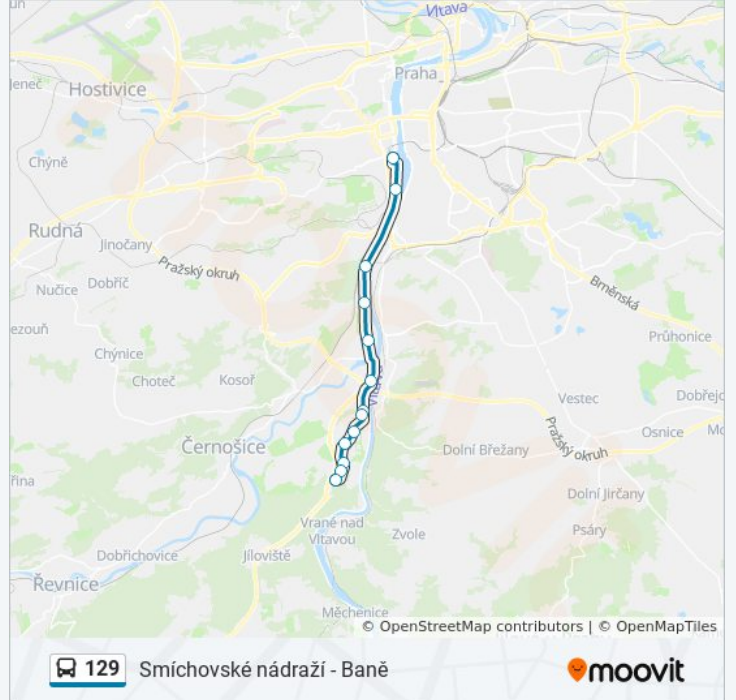 Vltava
Praha
Jeneč
Hostivice
Chýně
Rudná
Jinočany
Pražský okruh
Dobříč
Nučice
ezouň
Chýnice
Choteč
Kosoř
Brněnská
Průhonice
Vestec
Dobřejo
Osnice
Vltava
Pražský okruh
Černošice
Dolní Břežany
řina
Dolní Jirčany
Vrané nad
Vltavou
Zvole
Psáry
Dobřichovice
Jíloviště
Řevnice
Měchenice
© OpenStreetMap contributors | © OpenMapTiles
129 Smíchovské nádraží - Baně
moovit